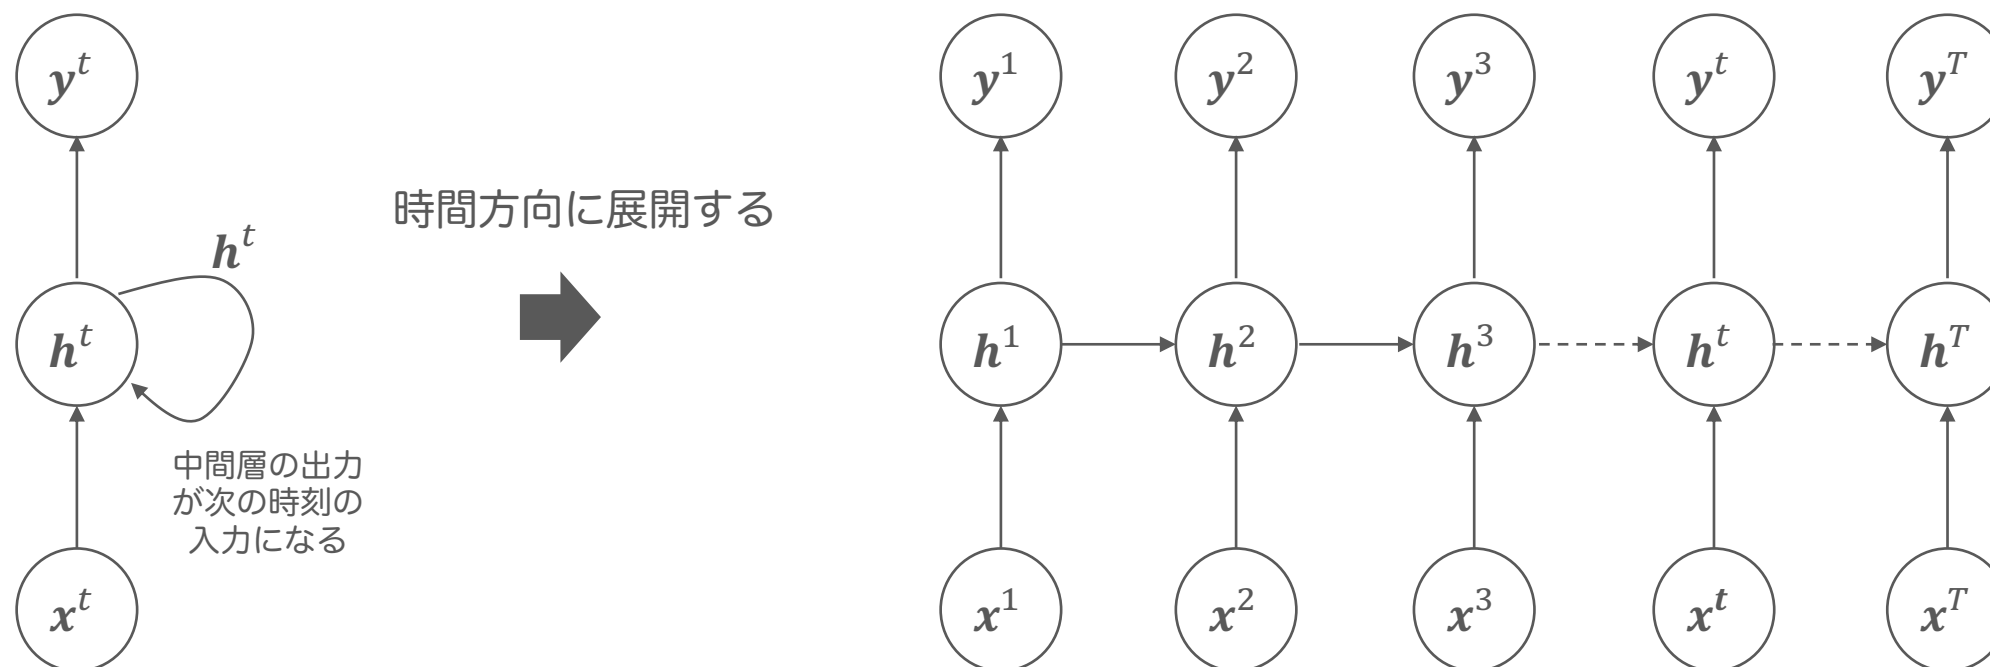 y^t
h^t
h^t
中間層の出力
が次の時刻の
入力になる
x^t
時間方向に展開する
y^1 y^2 y^3 y^t y^T
h^1 h^2 h^3 h^t h^T
x^1 x^2 x^3 x^t x^T